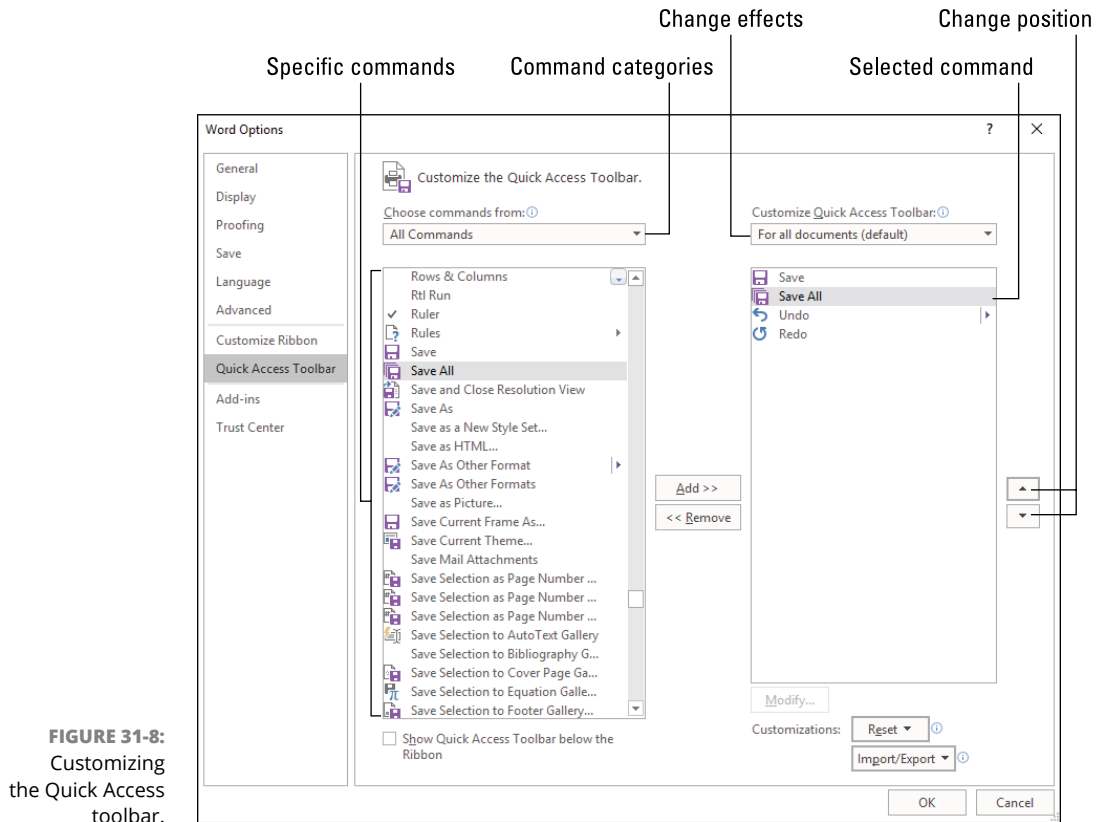 Change effects
Change position
Specific commands
Command categories
Selected command
Word Options
?
General
Display
Proofing
Save
Language
Advanced
Customize Ribbon
Quick Access Toolbar
Add-ins
Trust Center
Customize the Quick Access Toolbar.
Choose commands from:
All Commands
Rows & Columns
Rtl Run
Ruler
Rules
Save
Save All
Save and Close Resolution View
Save As
Save as a New Style Set...
Save as HTML...
Save As Other Format
Save As Other Formats
Save as Picture...
Save Current Frame As...
Save Current Theme...
Save Mail Attachments
Save Selection as Page Number ...
Save Selection as Page Number ...
Save Selection as Page Number ...
Save Selection to AutoText Gallery
Save Selection to Bibliography G...
Save Selection to Cover Page Ga...
Save Selection to Equation Galle...
Save Selection to Footer Gallery...
Show Quick Access Toolbar below the
Ribbon
Add >>
<< Remove
Customize Quick Access Toolbar:
For all documents (default)
Save
Save All
Undo
Redo
Modify...
Customizations:
Reset
Import/Export
OK
Cancel
FIGURE 31-8:
Customizing
the Quick Access
toolbar.